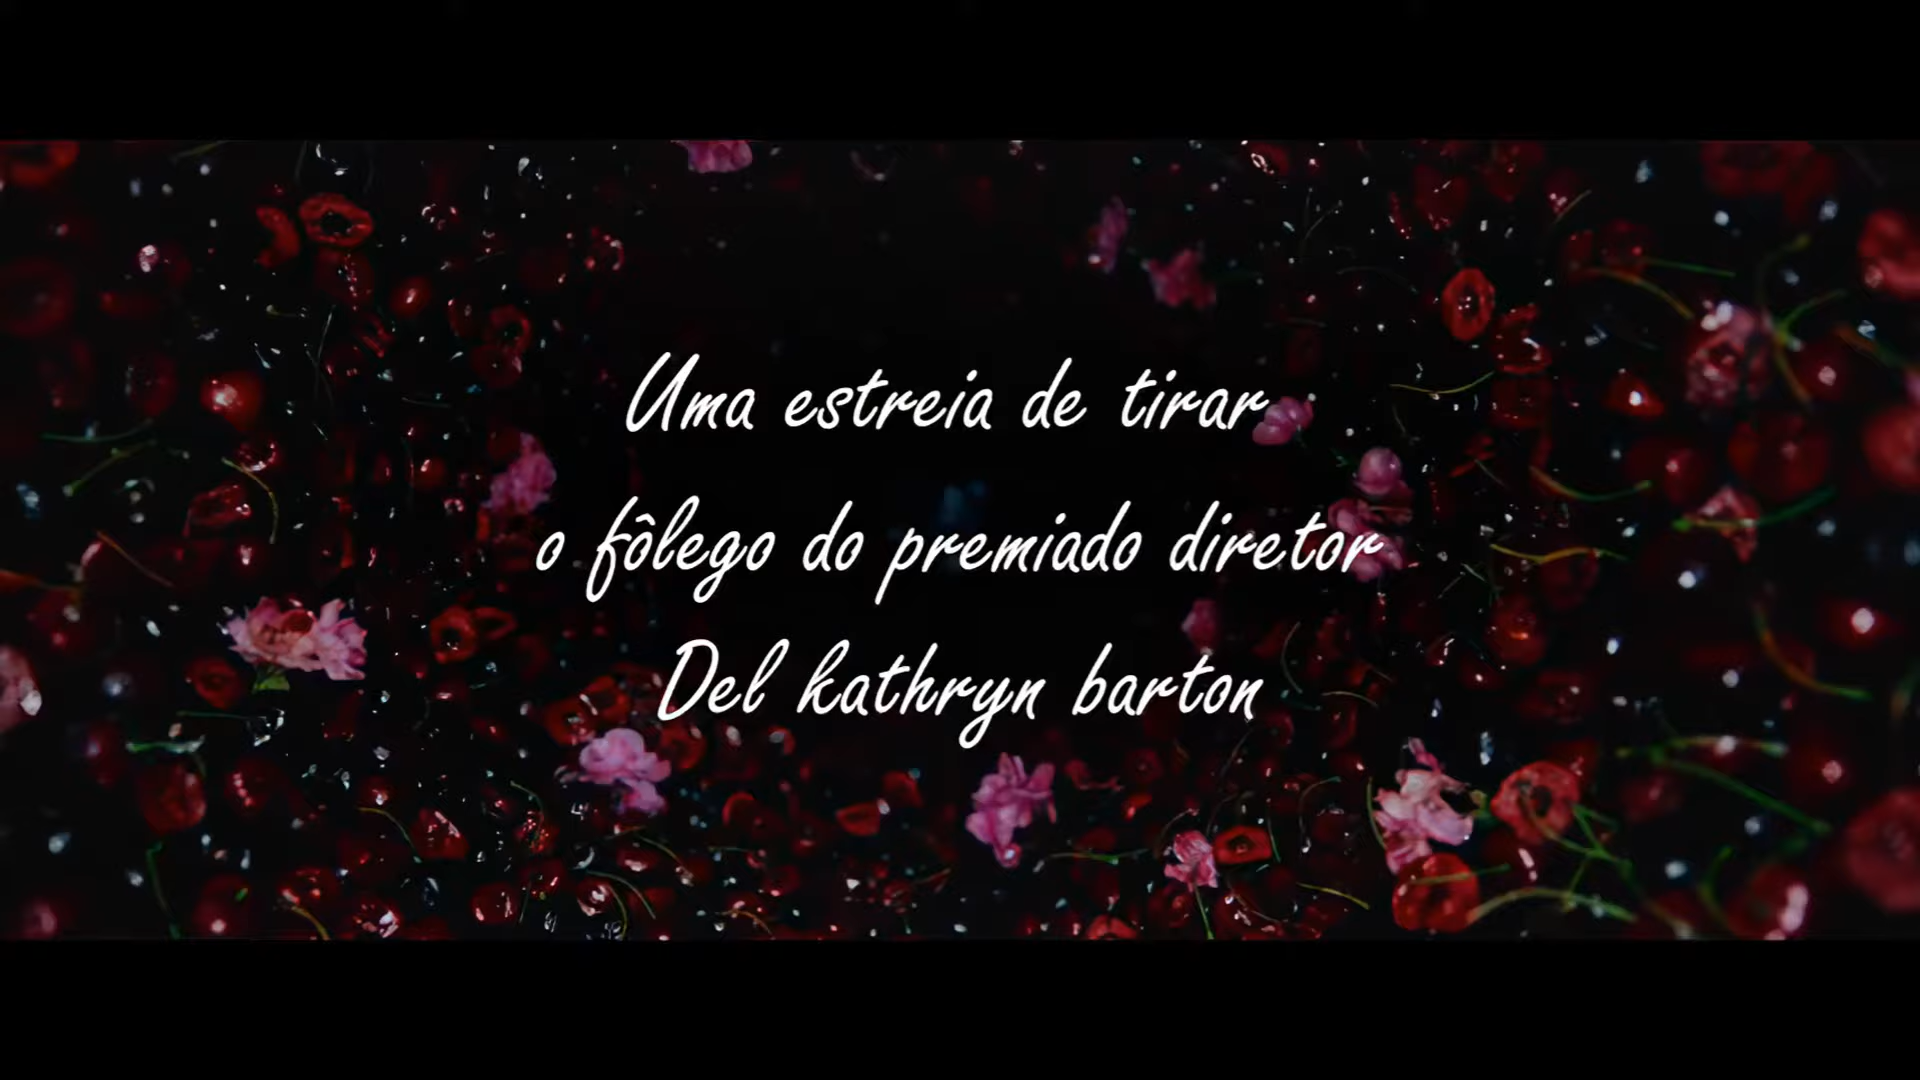 Uma estreia de tirar
o fôlego do premiado diretor
Del kathryn barton